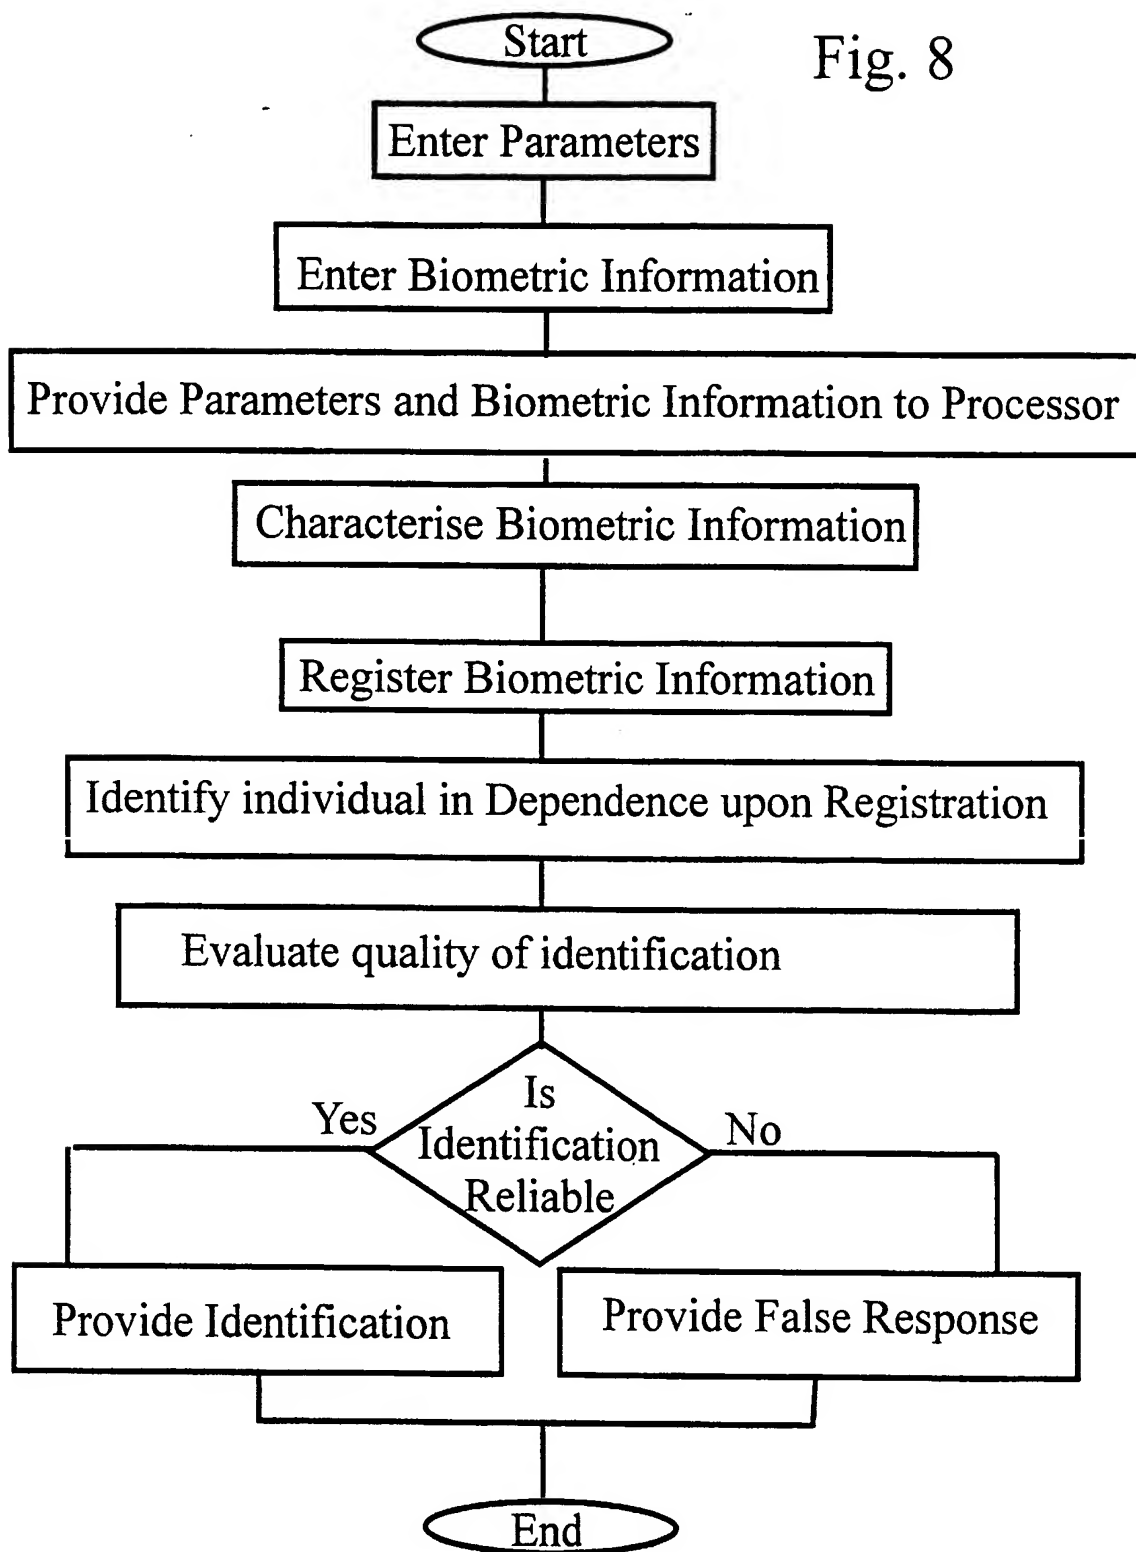 Start
Fig. 8
Enter Parameters
Enter Biometric Information
Provide Parameters and Biometric Information to Processor
Characterise Biometric Information
Register Biometric Information
Identify individual in Dependence upon Registration
Evaluate quality of identification
Is
Yes
No
Identification
Reliable
Provide Identification
Provide False Response
End